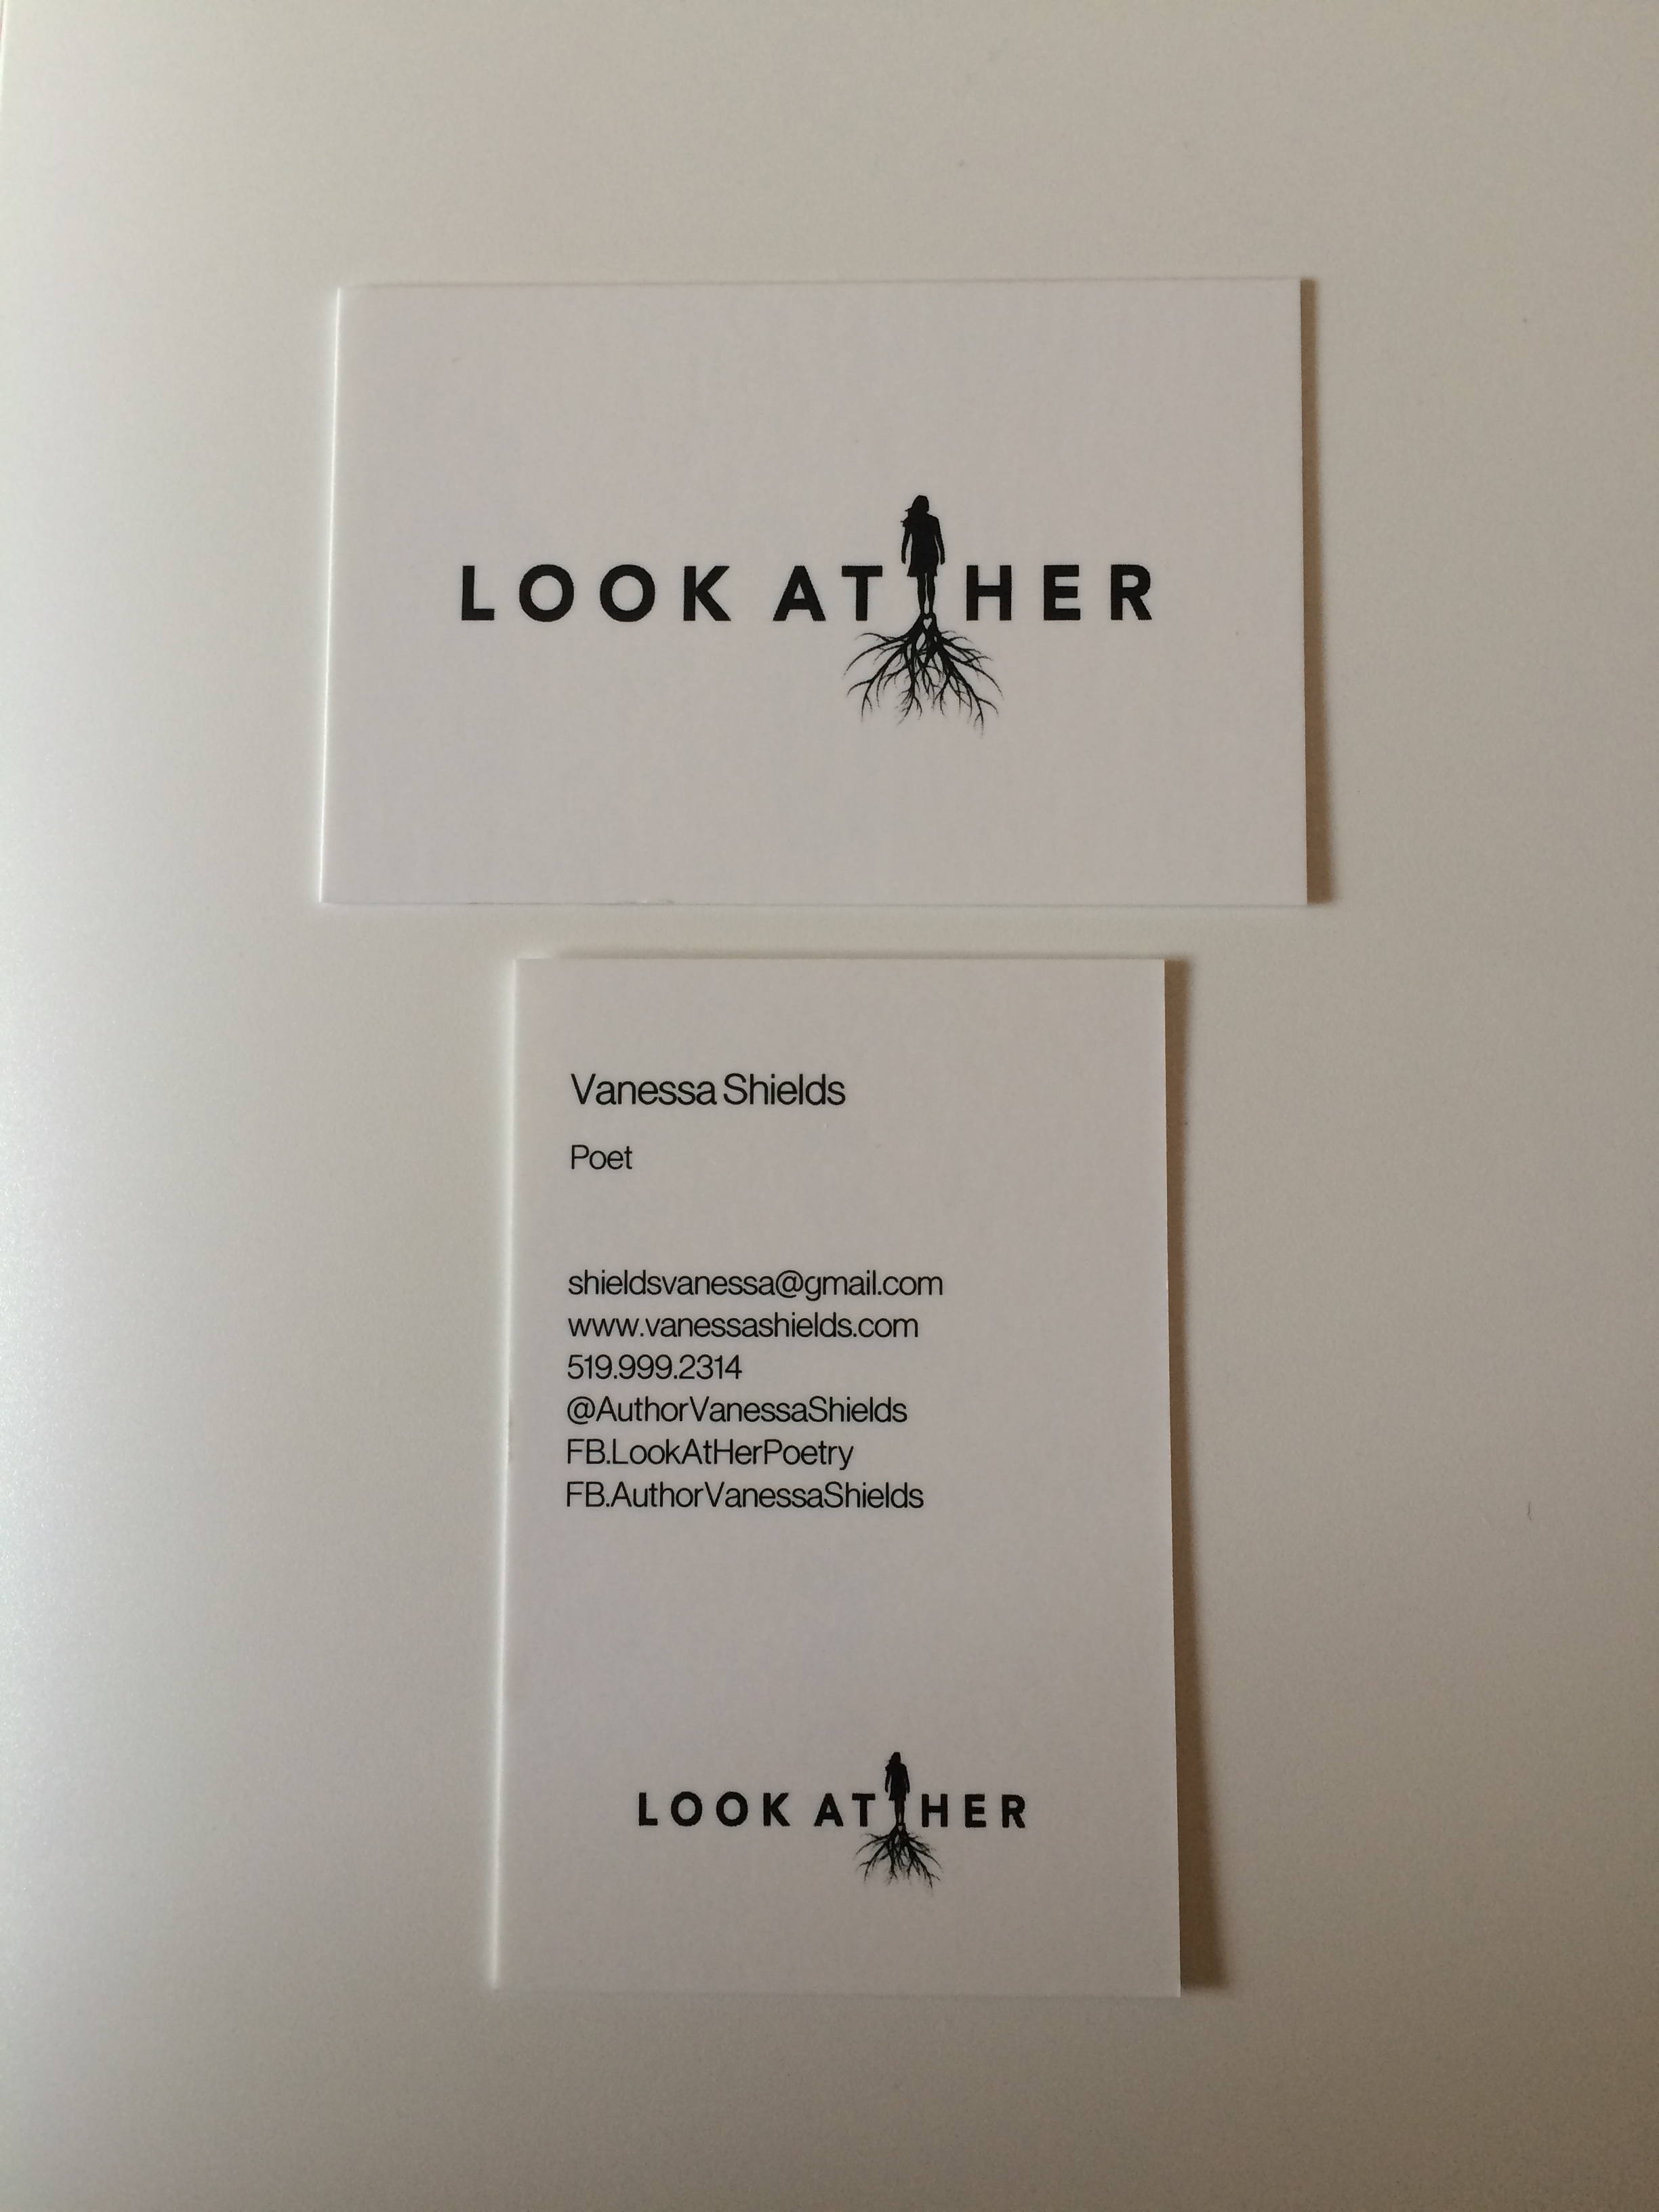 LOOK AT HER
Vanessa Shields
Poet
shieldsvanessa@gmail.com
www.vanessashields.com
519.999.2314
@AuthorVanessaShields
FB.LookAtHerPoetry
FB.AuthorVanessaShields
LOOK AT HER